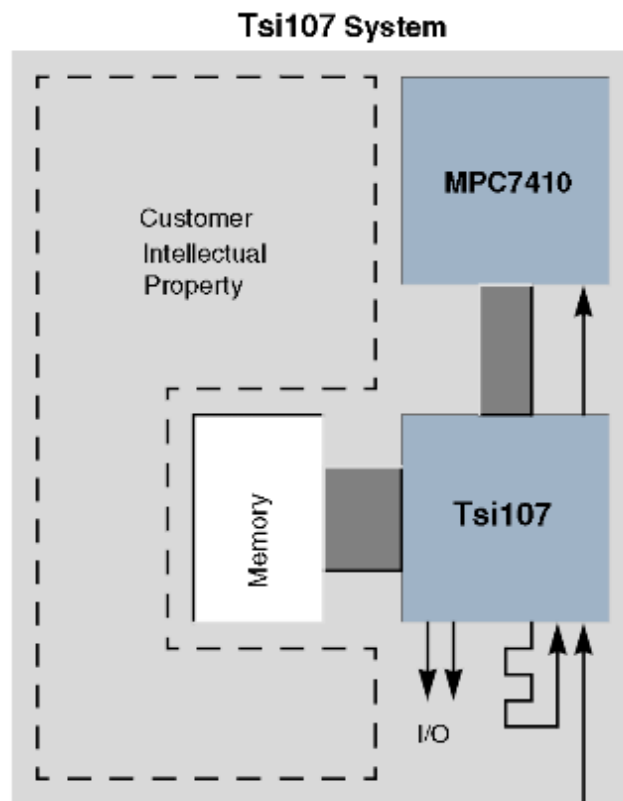 Tsi107 System
MPC7410
Customer
Intellectual
Property
Tsi107
Memory
I/O